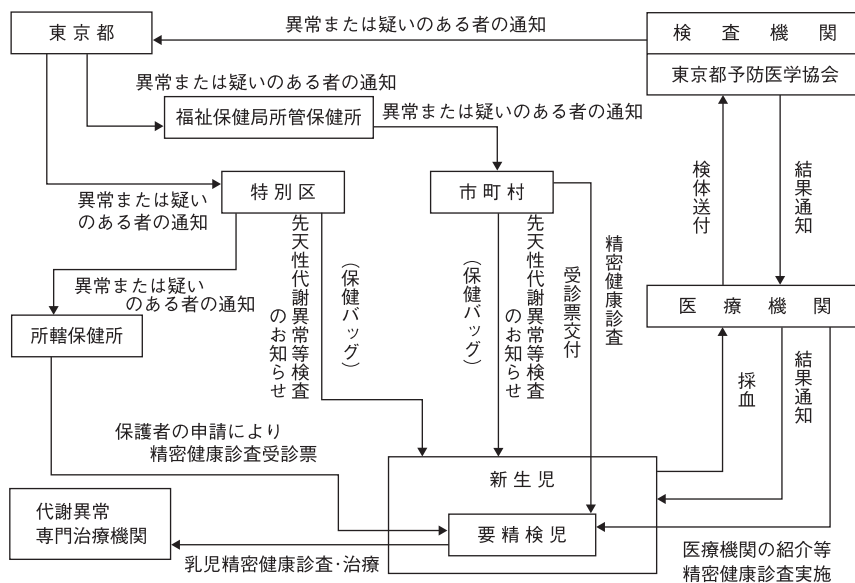 東京都
異常または疑いのある者の通知
検査機関
東京都予防医学協会
異常または疑いのある者の通知
福祉保健局所管保健所
異常または疑いのある者の通知
検体送付
結果通知
異常または疑い
のある者の通知
特別区
市町村
先天性代謝異常等検査
のお知らせ
(保健バッグ)
先天性代謝異常等検査
のお知らせ
(保健バッグ)
精密健康診査
受診票交付
異常または疑い
のある者の通知
所轄保健所
医療機関
採血
結果通知
保護者の申請により
精密健康診査受診票
新生児
要精検児
代謝異常
専門治療機関
乳児精密健康診査・治療
医療機関の紹介等
精密健康診査実施